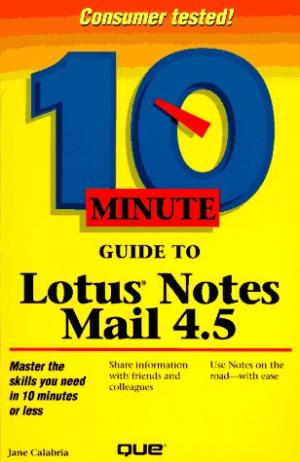 Consumer tested!
10
MINUTE
GUIDE TO
Lotus® Notes
Mail 4.5
Master the
skills you need
in 10 minutes
or less
Share information
with friends and
colleagues
Use Notes on the
road—with ease
Jane Calabria
QUE®